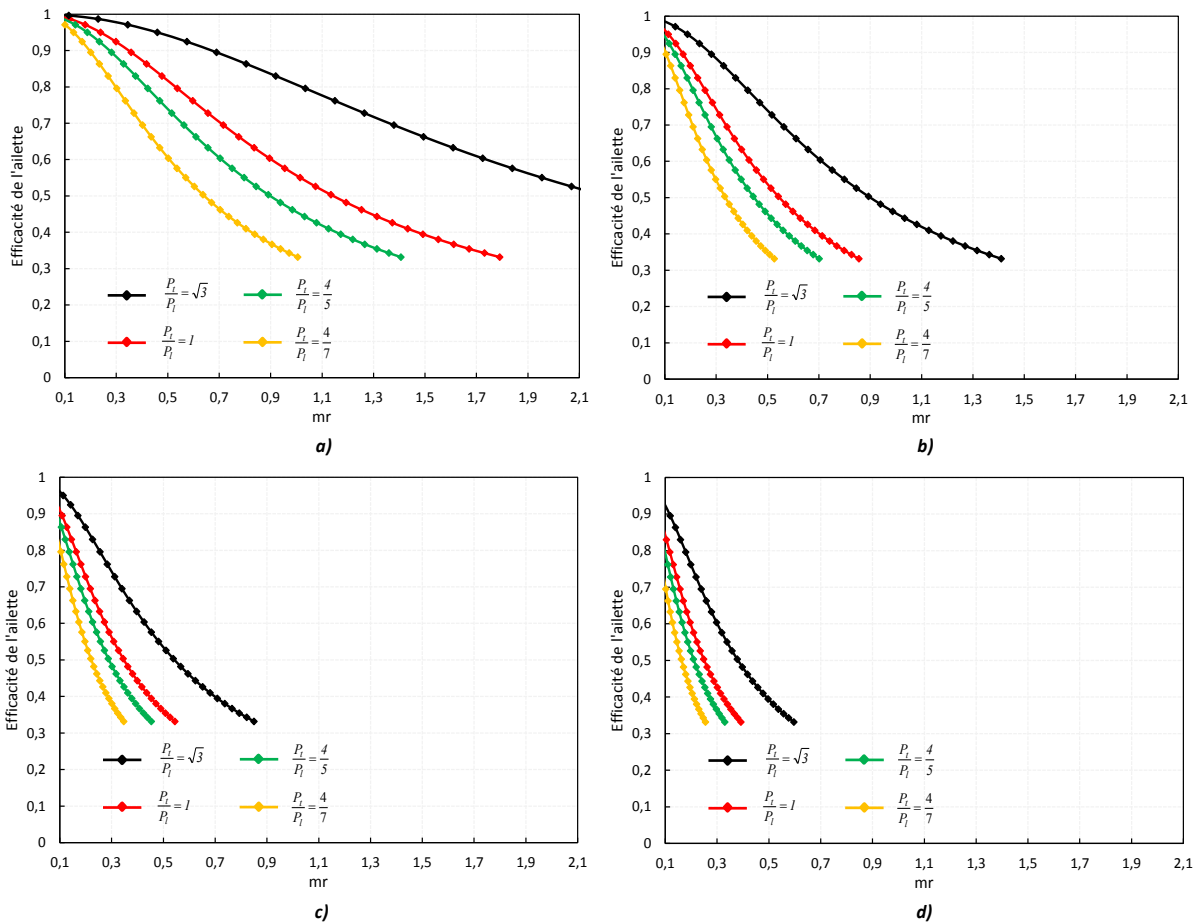 1
0,9
0,8
0,7
0,6
0,5
0,4
0,3
0,2
0,1
0
Efficacité de l'ailette
P_t/P_l = √3
P_t/P_l = 4/5
P_t/P_l = 1
P_t/P_l = 4/7
0,1 0,3 0,5 0,7 0,9 1,1 1,3 1,5 1,7 1,9 2,1
mr
a)
1
0,9
0,8
0,7
0,6
0,5
0,4
0,3
0,2
0,1
0
Efficacité de l'ailette
P_t/P_l = √3
P_t/P_l = 4/5
P_t/P_l = 1
P_t/P_l = 4/7
0,1 0,3 0,5 0,7 0,9 1,1 1,3 1,5 1,7 1,9 2,1
mr
b)
1
0,9
0,8
0,7
0,6
0,5
0,4
0,3
0,2
0,1
0
Efficacité de l'ailette
P_t/P_l = √3
P_t/P_l = 4/5
P_t/P_l = 1
P_t/P_l = 4/7
0,1 0,3 0,5 0,7 0,9 1,1 1,3 1,5 1,7 1,9 2,1
mr
c)
1
0,9
0,8
0,7
0,6
0,5
0,4
0,3
0,2
0,1
0
Efficacité de l'ailette
P_t/P_l = √3
P_t/P_l = 4/5
P_t/P_l = 1
P_t/P_l = 4/7
0,1 0,3 0,5 0,7 0,9 1,1 1,3 1,5 1,7 1,9 2,1
mr
d)